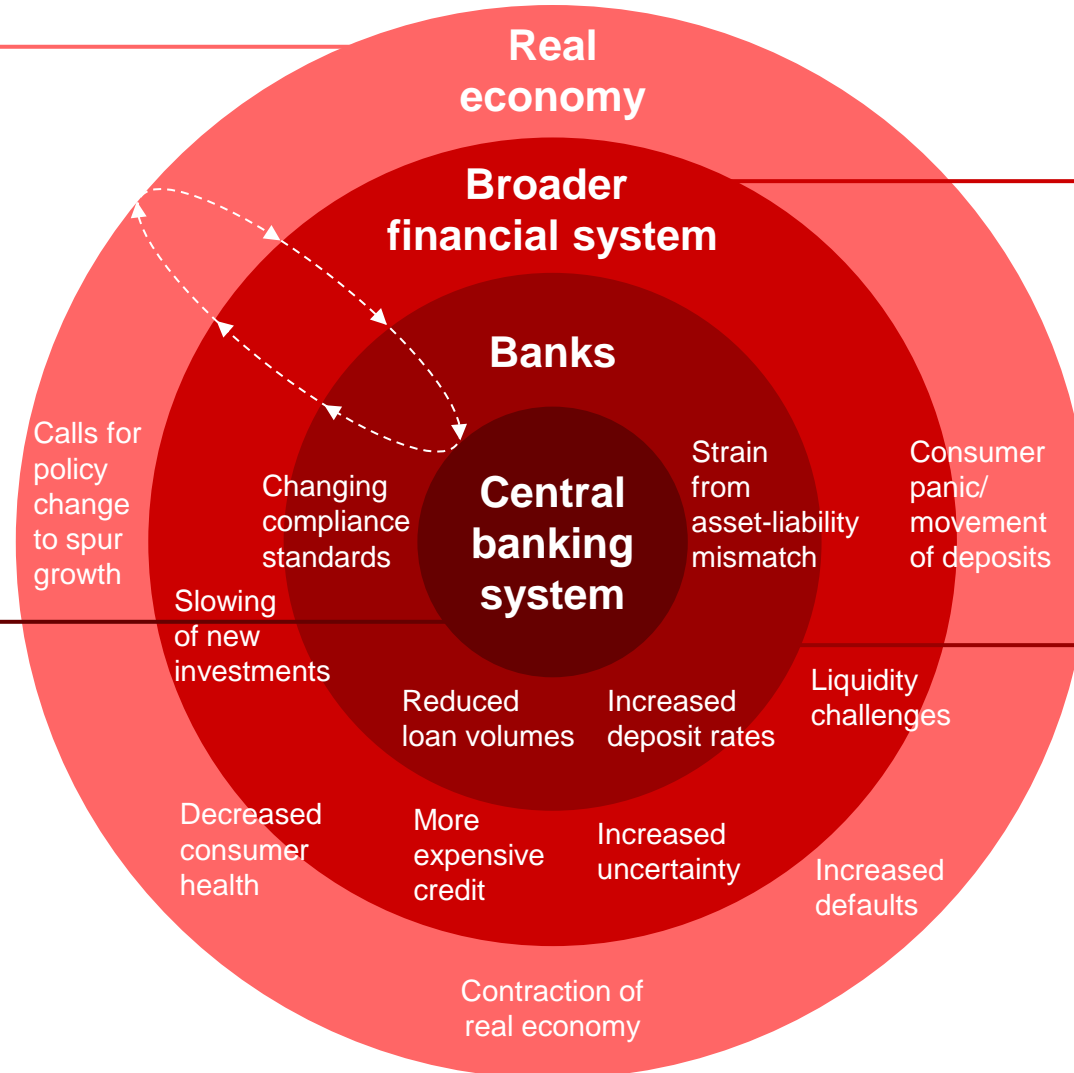 Real
economy
Broader
financial system
Banks
Central
banking
system
Calls for
policy
change
to spur
growth
Changing
compliance
standards
Strain
from
asset-liability
mismatch
Consumer
panic/
movement
of deposits
Slowing
of new
investments
Reduced
loan volumes
Increased
deposit rates
Liquidity
challenges
Decreased
consumer
health
More
expensive
credit
Increased
uncertainty
Increased
defaults
Contraction of
real economy